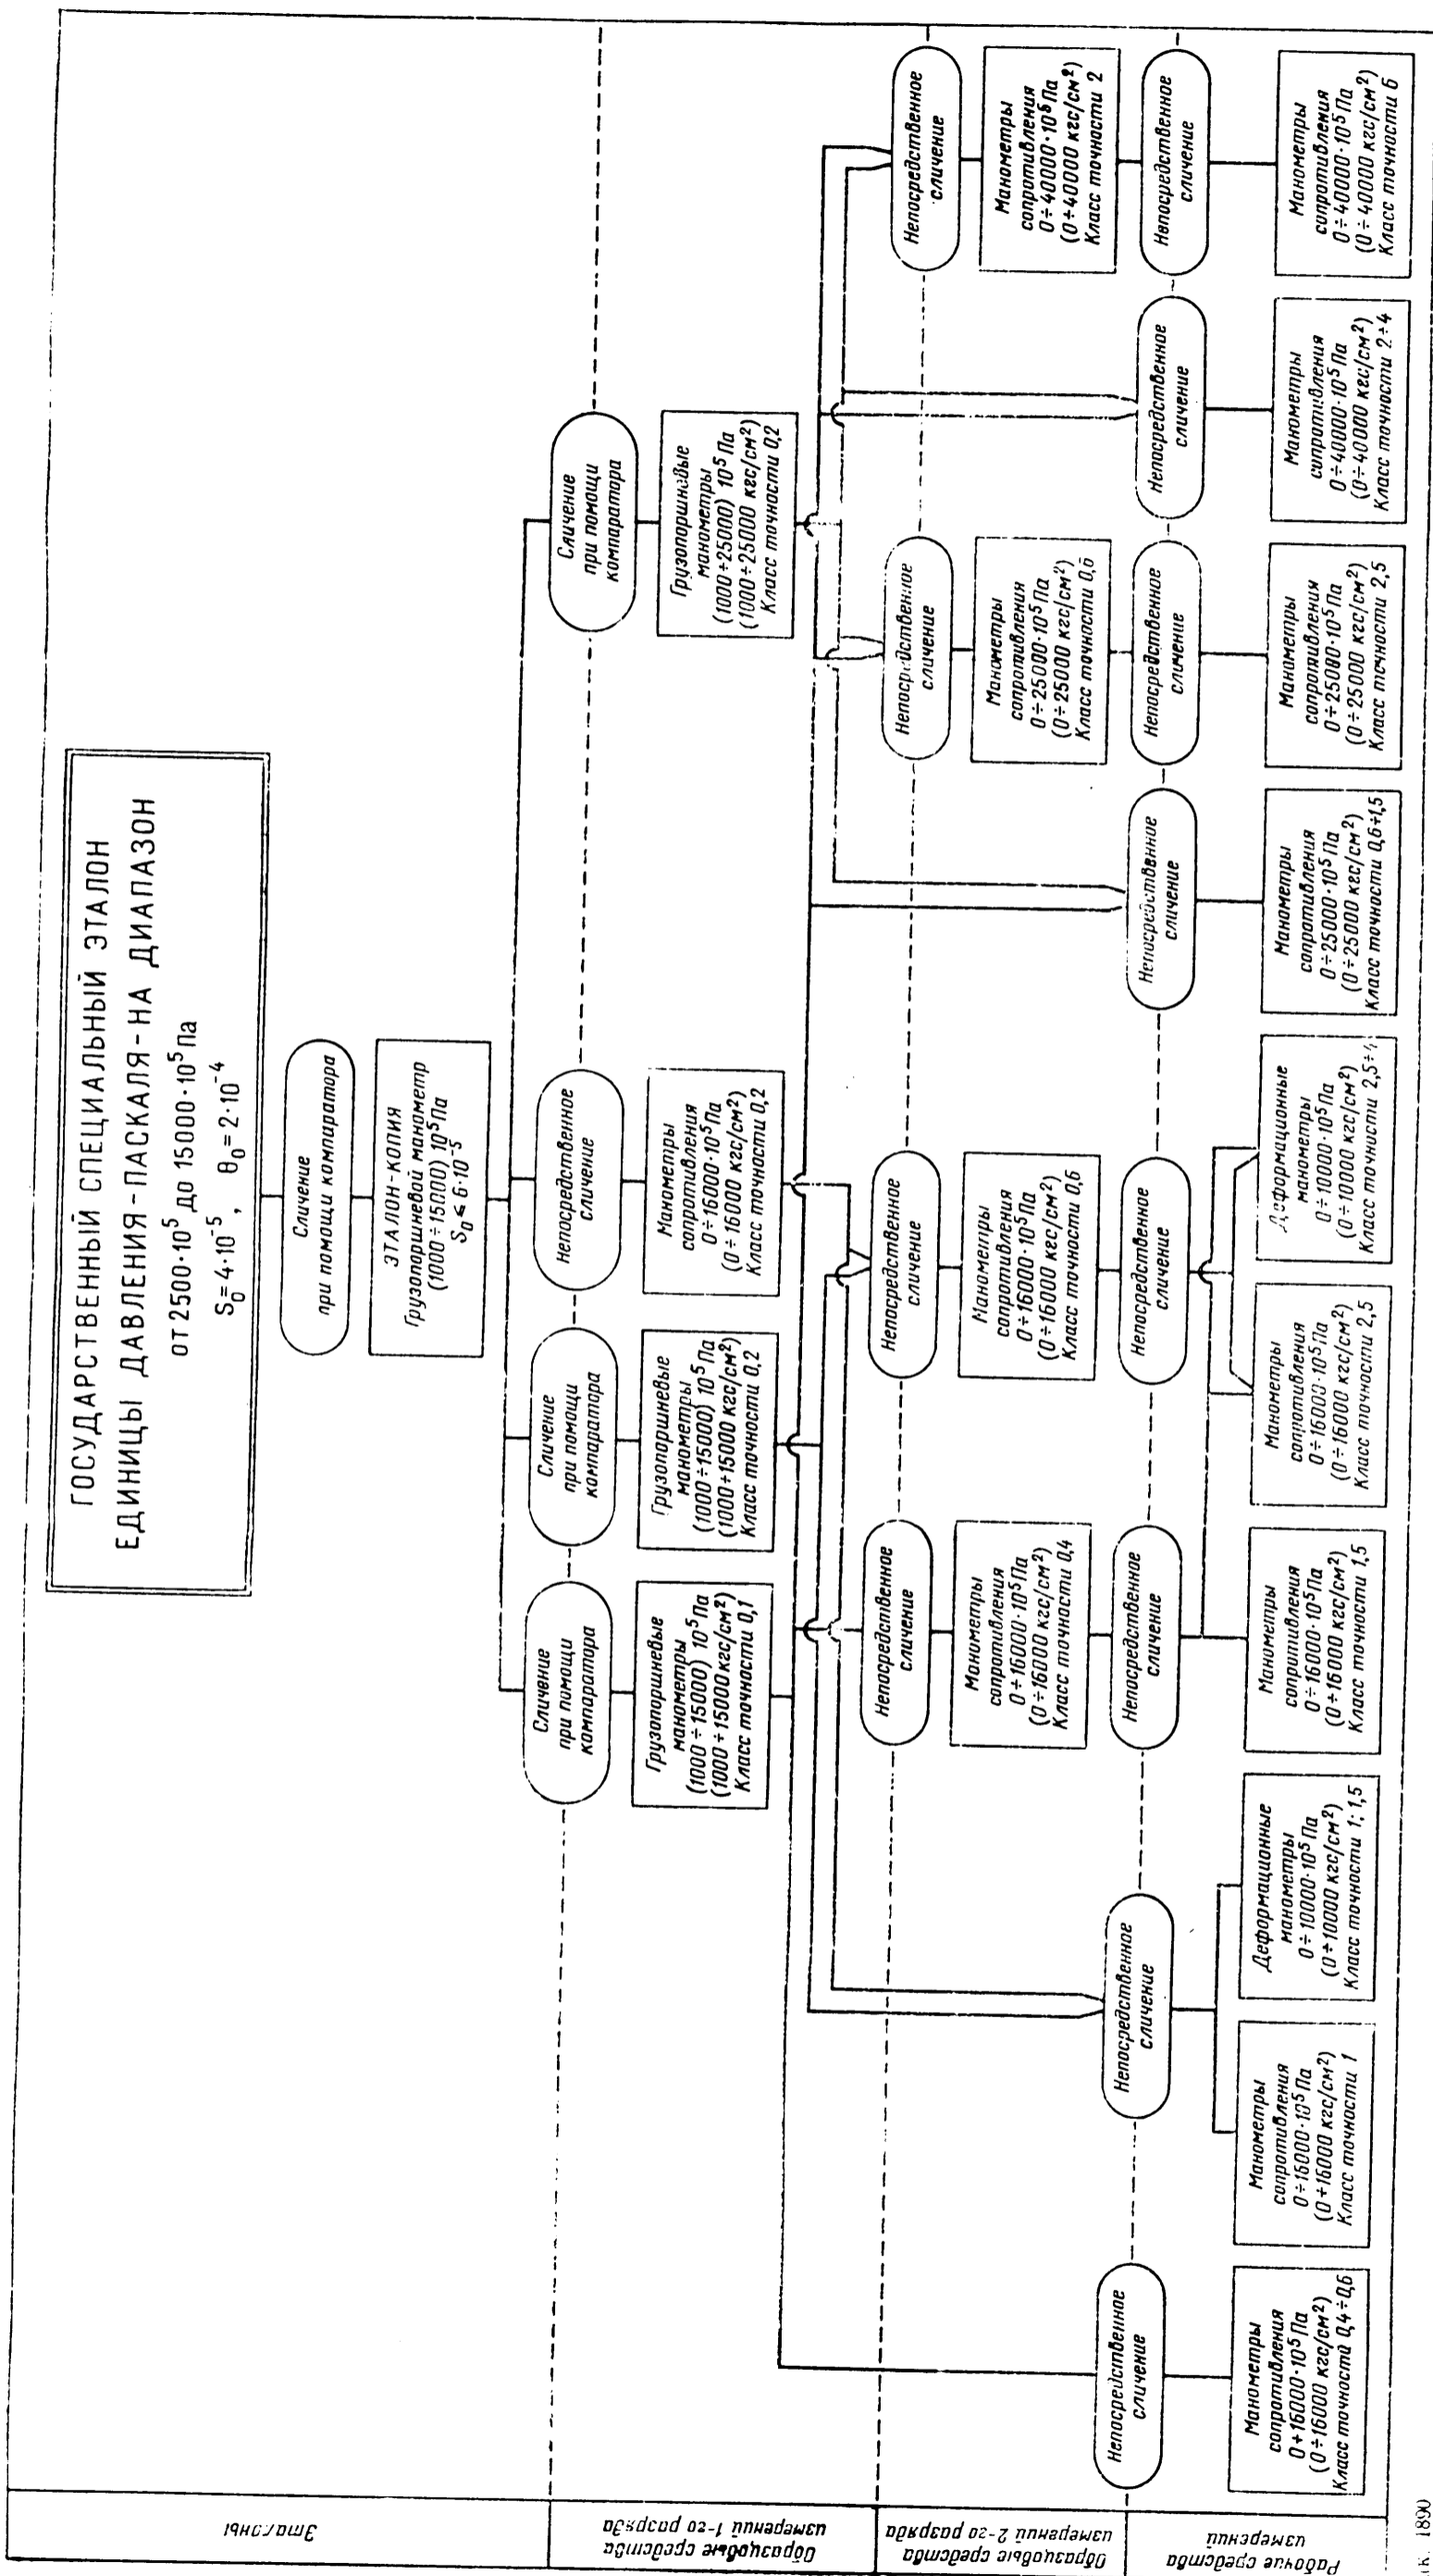 ГОСУДАРСТВЕННЫЙ СПЕЦИАЛЬНЫЙ ЭТАЛОН
ЕДИНИЦЫ ДАВЛЕНИЯ-ПАСКАЛЯ-НА ДИАПАЗОН
ОТ 2500·10⁵ до 15000·10⁵ Па
S₀=4·10⁻⁵, θ₀=2·10⁻⁴
Сличение
при помощи компаратора
ЭТАЛОН-КОПИЯ
Грузопоршневой манометр
(1000÷15000) 10⁵ Па
S₀ ⩽ 6·10⁻⁵
Эталоны
Сличение
при помощи
компаратора
Сличение
при помощи
компаратора
Непосредственное
сличение
Сличение
при помощи
компаратора
Образцовые средства
измерений 1-го разряда
Грузопоршневые
манометры
(1000÷15000) 10⁵ Па
(1000÷15000 кгс/см²)
Класс точности 0,1
Грузопоршневые
манометры
(1000÷15000) 10⁵ Па
(1000÷15000 кгс/см²)
Класс точности 0,2
Манометры
сопротивления
0÷16000·10⁵ Па
(0÷16000 кгс/см²)
Класс точности 0,2
Грузопоршневые
манометры
(1000÷25000) 10⁵ Па
(1000÷25000 кгс/см²)
Класс точности 0,2
Непосредственное
сличение
Непосредственное
сличение
Непосредственное
сличение
Непосредственное
сличение
Образцовые средства
измерений 2-го разряда
Манометры
сопротивления
0÷16000·10⁵ Па
(0÷16000 кгс/см²)
Класс точности 0,4
Манометры
сопротивления
0÷16000·10⁵ Па
(0÷16000 кгс/см²)
Класс точности 0,6
Манометры
сопротивления
0÷25000·10⁵ Па
(0÷25000 кгс/см²)
Класс точности 0,6
Манометры
сопротивления
0÷40000·10⁵ Па
(0÷40000 кгс/см²)
Класс точности 2
Непосредственное
сличение
Непосредственное
сличение
Непосредственное
сличение
Непосредственное
сличение
Непосредственное
сличение
Непосредственное
сличение
Непосредственное
сличение
Непосредственное
сличение
Рабочие средства
измерений
Манометры
сопротивления
0÷16000·10⁵ Па
(0÷16000 кгс/см²)
Класс точности 0,4÷0,6
Манометры
сопротивления
0÷16000·10⁵ Па
(0÷16000 кгс/см²)
Класс точности 1
Деформационные
манометры
0÷10000·10⁵ Па
(0÷10000 кгс/см²)
Класс точности 1; 1,5
Манометры
сопротивления
0÷16000·10⁵ Па
(0÷16000 кгс/см²)
Класс точности 1,5
Манометры
сопротивления
0÷16000·10⁵ Па
(0÷16000 кгс/см²)
Класс точности 2,5
Деформационные
манометры
0÷10000·10⁵ Па
(0÷10000 кгс/см²)
Класс точности 2,5÷4
Манометры
сопротивления
0÷25000·10⁵ Па
(0÷25000 кгс/см²)
Класс точности 0,6÷1,5
Манометры
сопротивления
0÷25000·10⁵ Па
(0÷25000 кгс/см²)
Класс точности 2,5
Манометры
сопротивления
0÷40000·10⁵ Па
(0÷40000 кгс/см²)
Класс точности 2÷4
Манометры
сопротивления
0÷40000·10⁵ Па
(0÷40000 кгс/см²)
Класс точности 6
1890